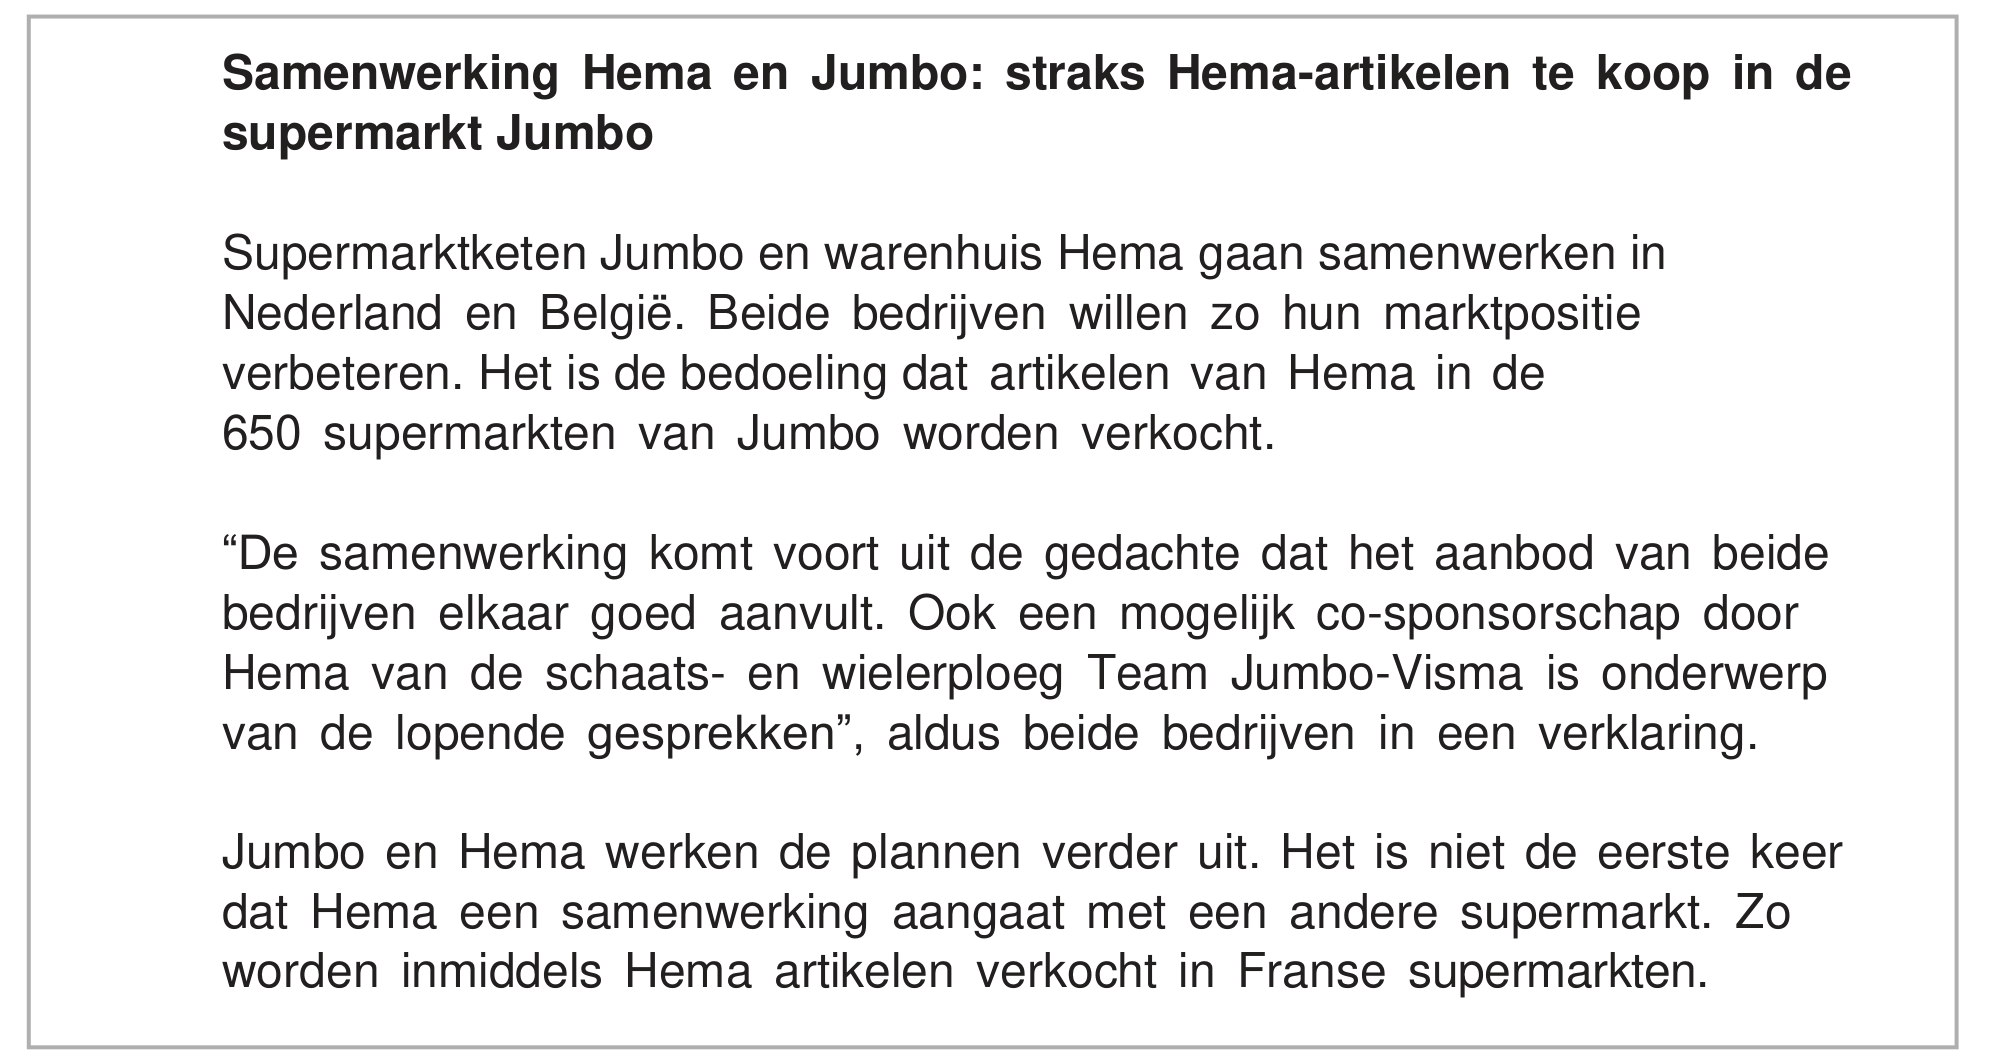 Samenwerking Hema en Jumbo: straks Hema-artikelen te koop in de
supermarkt Jumbo
Supermarktketen Jumbo en warenhuis Hema gaan samenwerken in
Nederland en België. Beide bedrijven willen zo hun marktpositie
verbeteren. Het is de bedoeling dat artikelen van Hema in de
650 supermarkten van Jumbo worden verkocht.
“De samenwerking komt voort uit de gedachte dat het aanbod van beide
bedrijven elkaar goed aanvult. Ook een mogelijk co-sponsorschap door
Hema van de schaats- en wielerploeg Team Jumbo-Visma is onderwerp
van de lopende gesprekken”, aldus beide bedrijven in een verklaring.
Jumbo en Hema werken de plannen verder uit. Het is niet de eerste keer
dat Hema een samenwerking aangaat met een andere supermarkt. Zo
worden inmiddels Hema artikelen verkocht in Franse supermarkten.